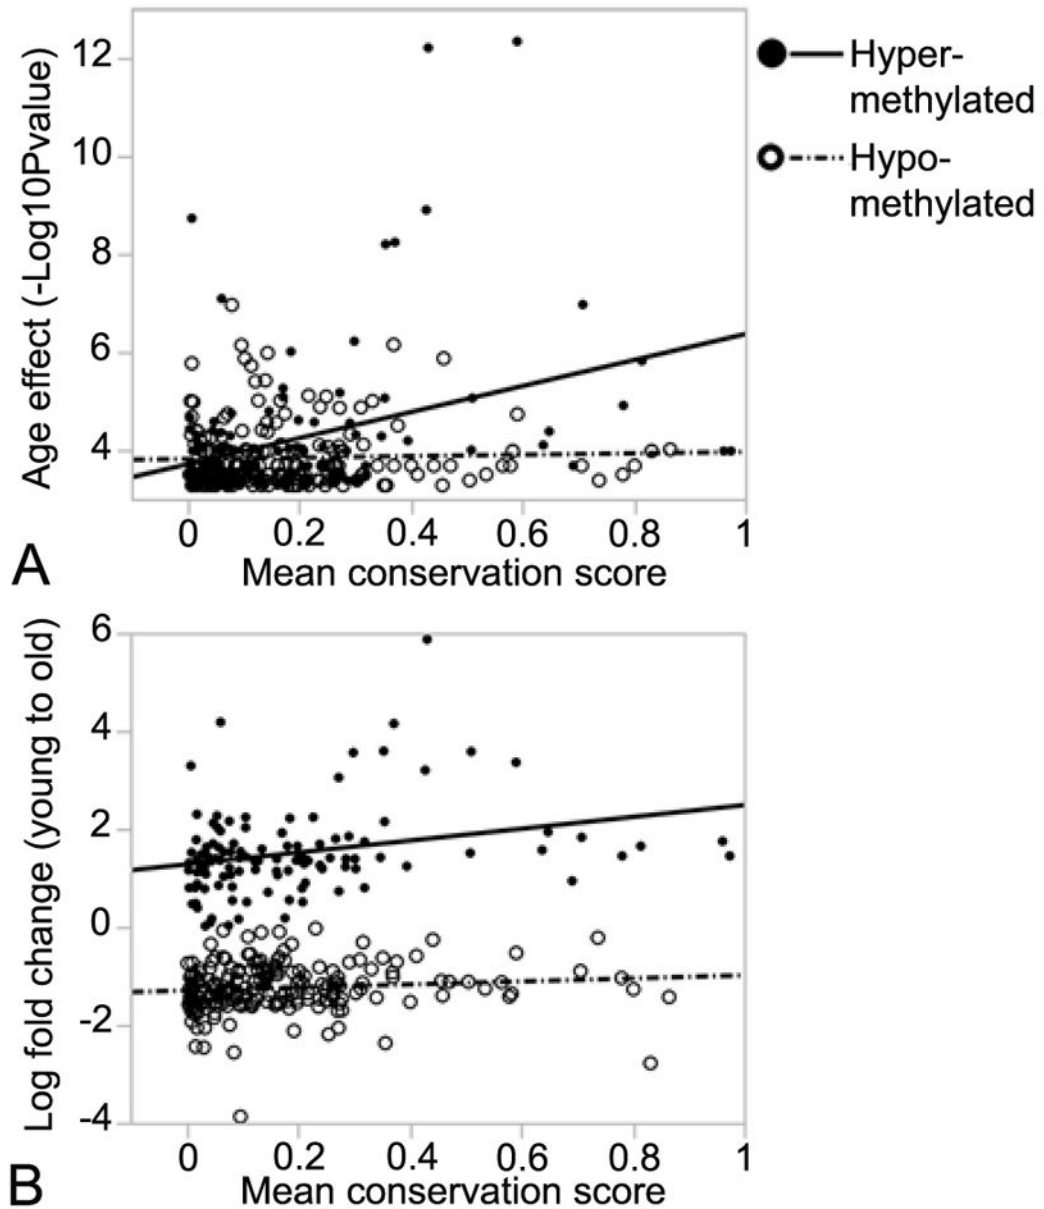 12
10
8
6
4
Age effect (-Log10Pvalue)
0 0.2 0.4 0.6 0.8 1
Mean conservation score
A
Hyper-
methylated
Hypo-
methylated
6
4
2
0
-2
-4
Log fold change (young to old)
0 0.2 0.4 0.6 0.8 1
Mean conservation score
B